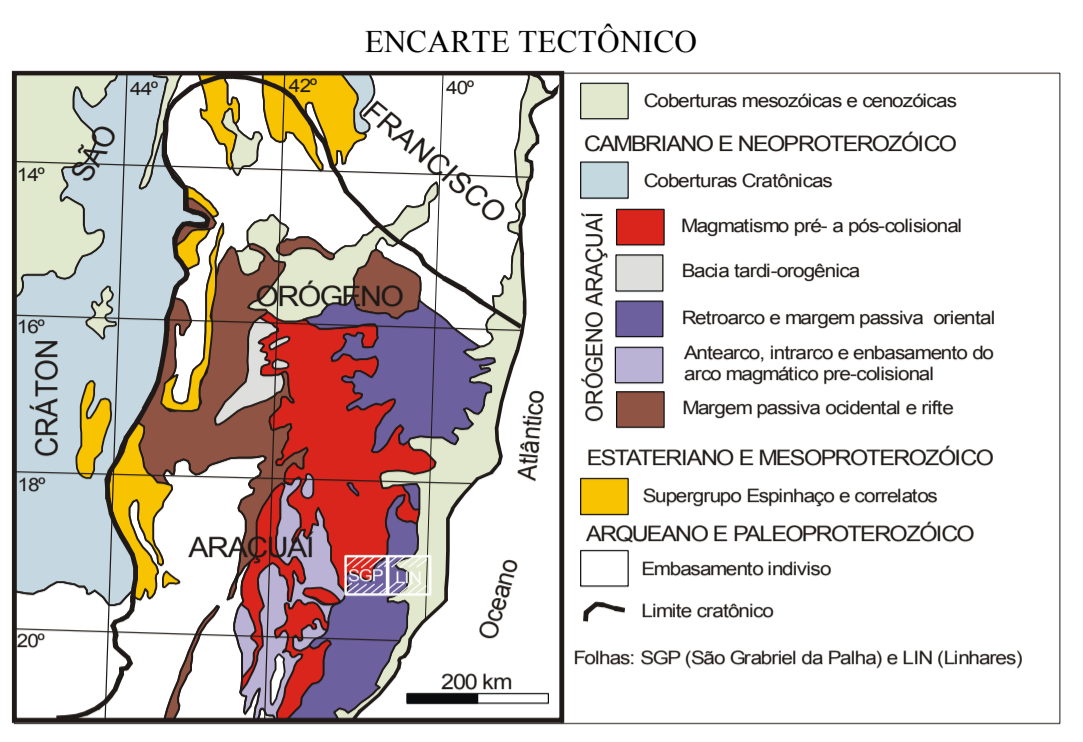 ENCARTE TECTÔNICO
44º
42º
40º
SÃO
FRANCISCO
14º
ORÓGENO
16º
CRÁTON
Atlântico
18º
ARAÇUAÍ
SGP
LIN
Oceano
20º
200 km
Coberturas mesozóicas e cenozóicas
CAMBRIANO E NEOPROTEROZÓICO
Coberturas Cratônicas
ORÓGENO ARAÇUAÍ
Magmatismo pré- a pós-colisional
Bacia tardi-orogênica
Retroarco e margem passiva oriental
Antearco, intrarco e enbasamento do
arco magmático pre-colisional
Margem passiva ocidental e rifte
ESTATERIANO E MESOPROTEROZÓICO
Supergrupo Espinhaço e correlatos
ARQUEANO E PALEOPROTEROZÓICO
Embasamento indiviso
Limite cratônico
Folhas: SGP (São Grabriel da Palha) e LIN (Linhares)